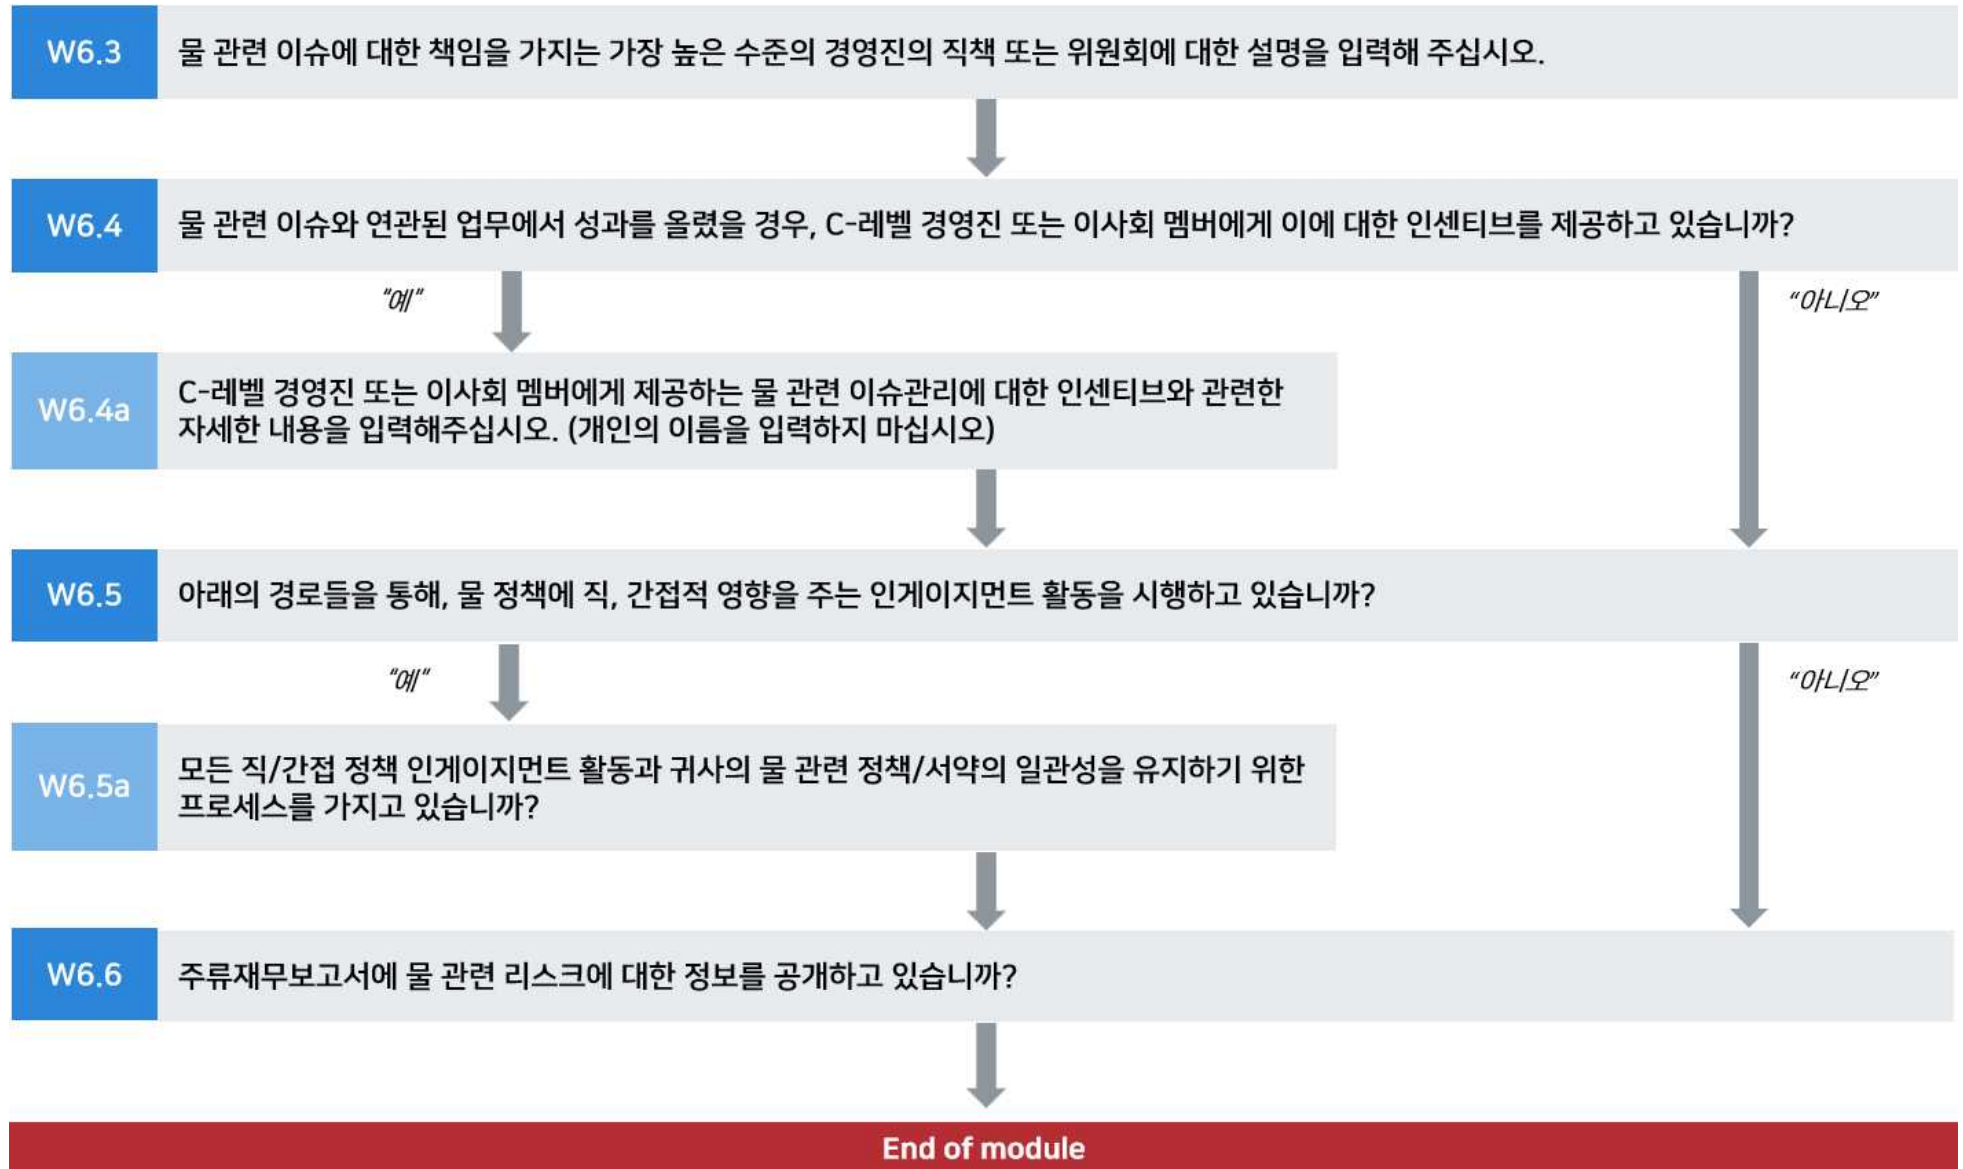 W6.3
물 관련 이슈에 대한 책임을 가지는 가장 높은 수준의 경영진의 직책 또는 위원회에 대한 설명을 입력해 주십시오.
W6.4
물 관련 이슈와 연관된 업무에서 성과를 올렸을 경우, C-레벨 경영진 또는 이사회 멤버에게 이에 대한 인센티브를 제공하고 있습니까?
"예"
"아니오"
W6.4a
C-레벨 경영진 또는 이사회 멤버에게 제공하는 물 관련 이슈관리에 대한 인센티브와 관련한
자세한 내용을 입력해주십시오. (개인의 이름을 입력하지 마십시오)
W6.5
아래의 경로들을 통해, 물 정책에 직, 간접적 영향을 주는 인게이지먼트 활동을 시행하고 있습니까?
"예"
"아니오"
W6.5a
모든 직/간접 정책 인게이지먼트 활동과 귀사의 물 관련 정책/서약의 일관성을 유지하기 위한
프로세스를 가지고 있습니까?
W6.6
주류재무보고서에 물 관련 리스크에 대한 정보를 공개하고 있습니까?
End of module